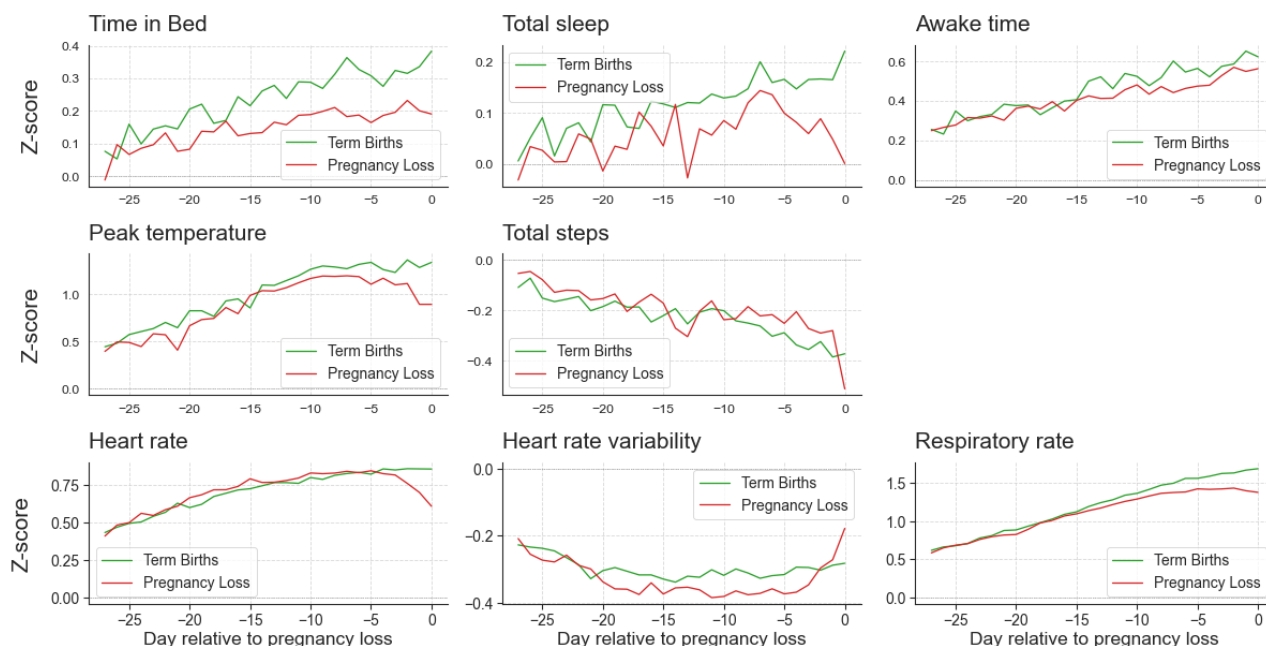 Time in Bed
Total sleep
Awake time
Z-score
0.4
0.3
0.2
0.1
0.0
Term Births
Pregnancy Loss
−25
−20
−15
−10
−5
0
0.2
0.1
0.0
Term Births
Pregnancy Loss
−25
−20
−15
−10
−5
0
0.6
0.4
0.2
0.0
Term Births
Pregnancy Loss
−25
−20
−15
−10
−5
0
Peak temperature
Total steps
Z-score
1.0
0.5
0.0
Term Births
Pregnancy Loss
−25
−20
−15
−10
−5
0
0.0
−0.2
−0.4
Term Births
Pregnancy Loss
−25
−20
−15
−10
−5
0
Heart rate
Heart rate variability
Respiratory rate
Z-score
0.75
0.50
0.25
0.00
Term Births
Pregnancy Loss
−25
−20
−15
−10
−5
0
Day relative to pregnancy loss
0.0
−0.2
−0.4
Term Births
Pregnancy Loss
−25
−20
−15
−10
−5
0
Day relative to pregnancy loss
1.5
1.0
0.5
0.0
Term Births
Pregnancy Loss
−25
−20
−15
−10
−5
0
Day relative to pregnancy loss